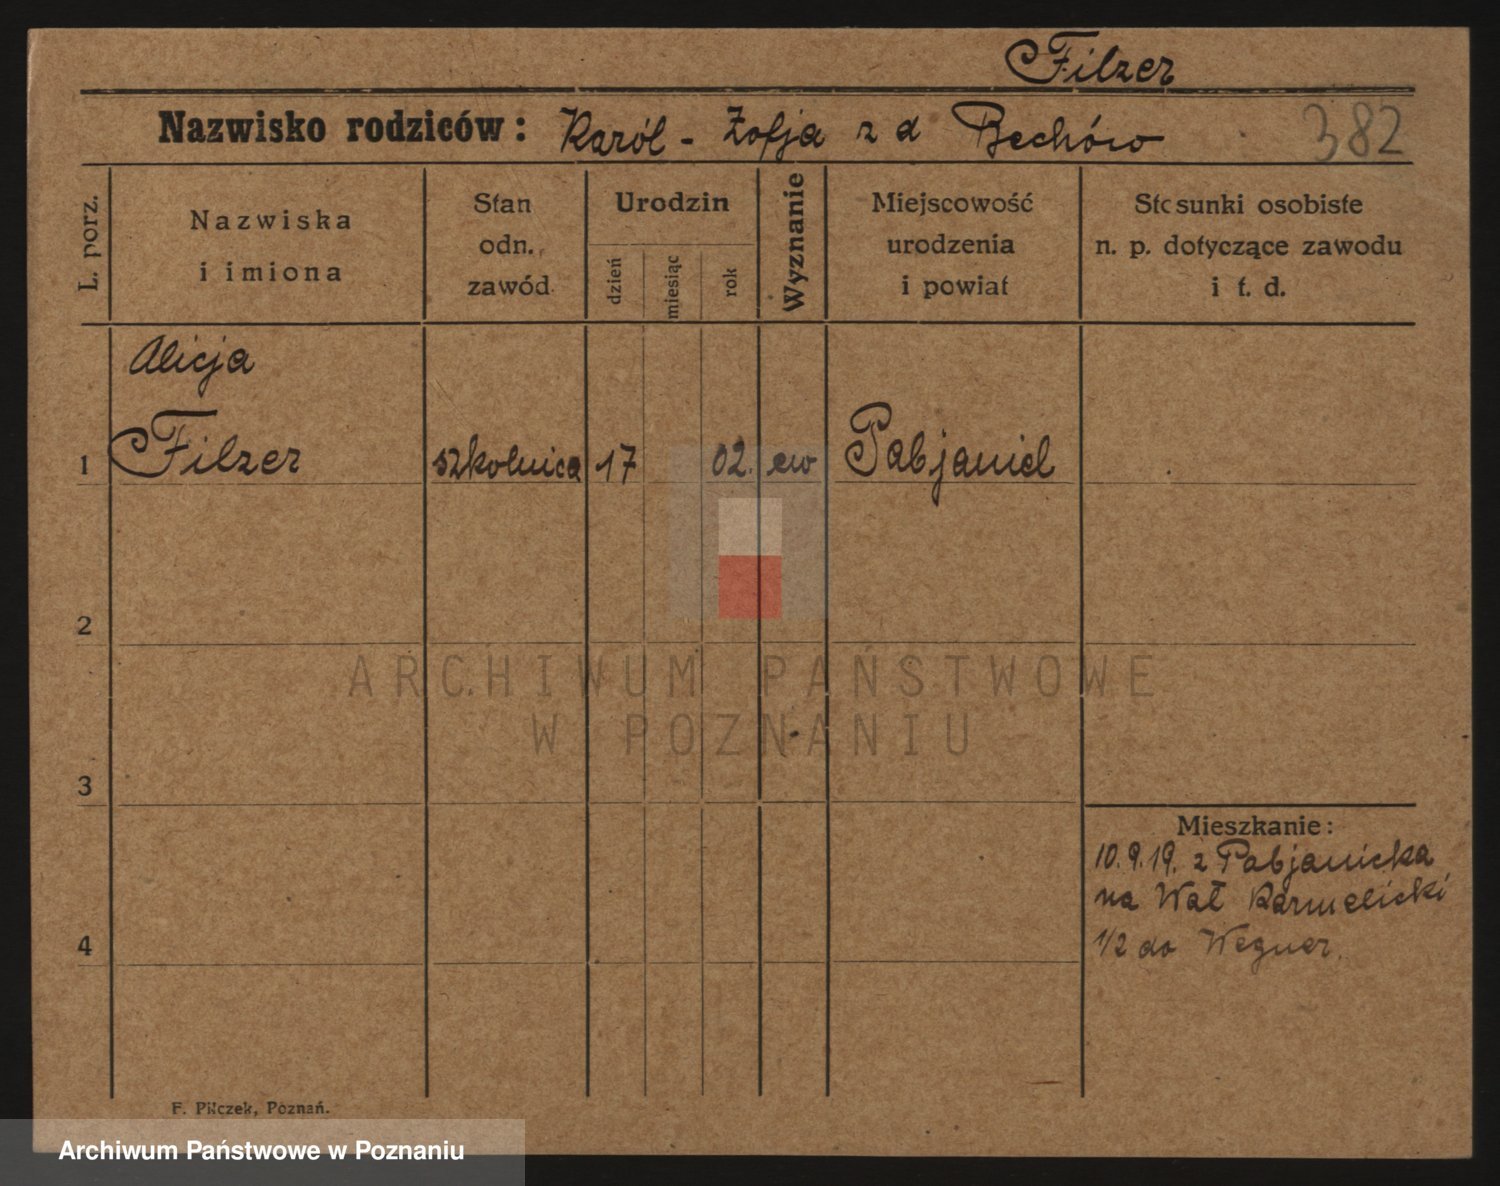 Filzer
Nazwisko rodziców: Karól - Zofja z d Bechów
382
L. porz.
Nazwiska
i imiona
Stan
odn.
zawód
Urodzin
dzień
miesiąc
rok
Wyznanie
Miejscowość
urodzenia
i powiat
Stosunki osobiste
n. p. dotyczące zawodu
i t. d.
Alicja
1 Filzer szkolnica 17 02. ew
2
3
4
Mieszkanie:
10.9.19. z Pabjanicka
na Wał Karmelicki
1/2 do Wegner.
F. Pilczek, Poznań.
ARCHIWUM PAŃSTWOWE
W POZNANIU
Archiwum Państwowe w Poznaniu